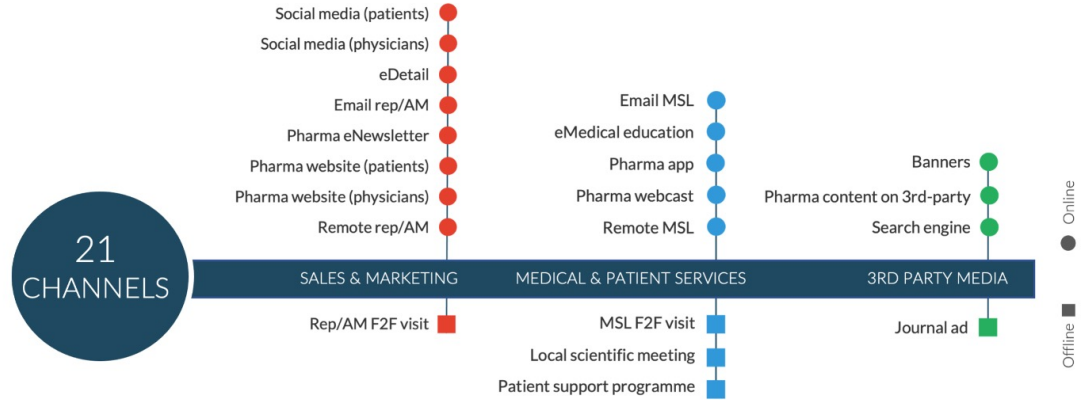 Social media (patients)
Social media (physicians)
eDetail
Email rep/AM
Pharma eNewsletter
Pharma website (patients)
Pharma website (physicians)
Remote rep/AM
Email MSL
eMedical education
Pharma app
Pharma webcast
Remote MSL
Banners
Pharma content on 3rd-party
Search engine
Online
21
CHANNELS
SALES & MARKETING
MEDICAL & PATIENT SERVICES
3RD PARTY MEDIA
Rep/AM F2F visit
MSL F2F visit
Local scientific meeting
Patient support programme
Journal ad
Offline